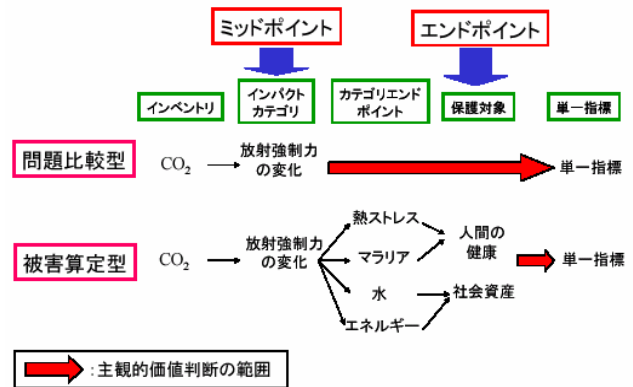 ミッドポイント
エンドポイント
インベントリ
インパクト
カテゴリ
カテゴリエンド
ポイント
保護対象
単一指標
問題比較型
CO2
放射強制力
の変化
単一指標
被害算定型
CO2
放射強制力
の変化
熱ストレス
マラリア
水
エネルギー
人間の
健康
社会資産
単一指標
:主観的価値判断の範囲